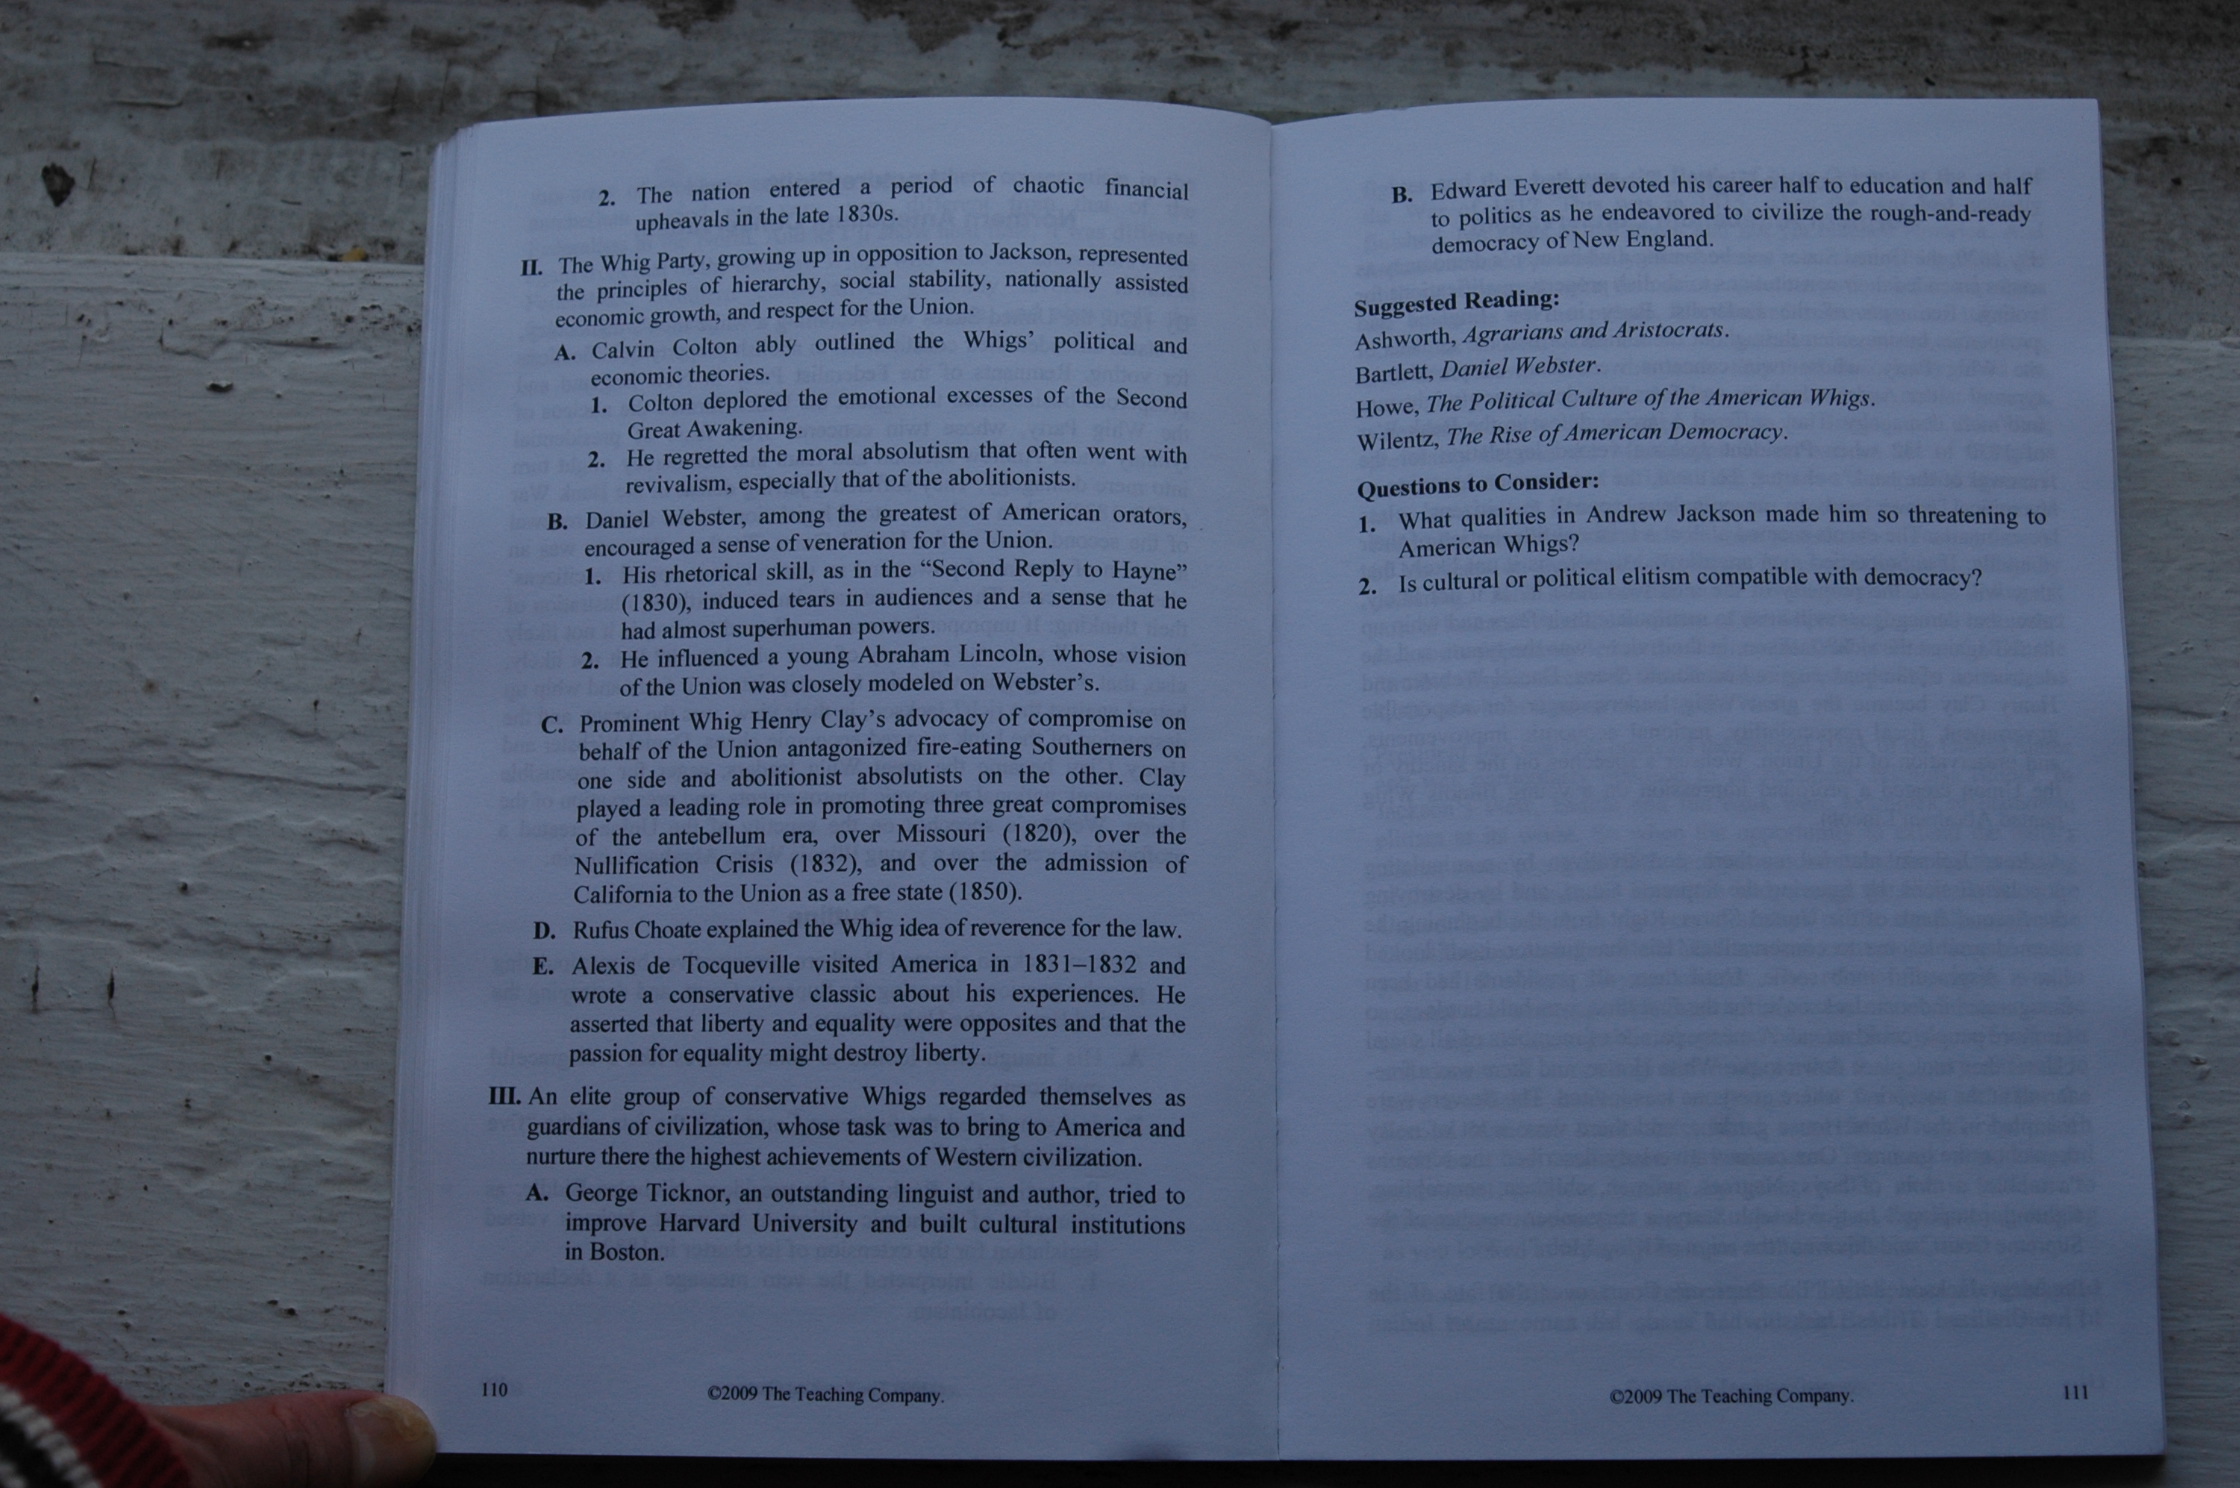 2. The nation entered a period of chaotic financial
upheavals in the late 1830s.
II. The Whig Party, growing up in opposition to Jackson, represented
the principles of hierarchy, social stability, nationally assisted
economic growth, and respect for the Union.
A. Calvin Colton ably outlined the Whigs’ political and
economic theories.
1. Colton deplored the emotional excesses of the Second
Great Awakening.
2. He regretted the moral absolutism that often went with
revivalism, especially that of the abolitionists.
B. Daniel Webster, among the greatest of American orators,
encouraged a sense of veneration for the Union.
1. His rhetorical skill, as in the “Second Reply to Hayne”
(1830), induced tears in audiences and a sense that he
had almost superhuman powers.
2. He influenced a young Abraham Lincoln, whose vision
of the Union was closely modeled on Webster’s.
C. Prominent Whig Henry Clay’s advocacy of compromise on
behalf of the Union antagonized fire-eating Southerners on
one side and abolitionist absolutists on the other. Clay
played a leading role in promoting three great compromises
of the antebellum era, over Missouri (1820), over the
Nullification Crisis (1832), and over the admission of
California to the Union as a free state (1850).
D. Rufus Choate explained the Whig idea of reverence for the law.
E. Alexis de Tocqueville visited America in 1831–1832 and
wrote a conservative classic about his experiences. He
asserted that liberty and equality were opposites and that the
passion for equality might destroy liberty.
III. An elite group of conservative Whigs regarded themselves as
guardians of civilization, whose task was to bring to America and
nurture there the highest achievements of Western civilization.
A. George Ticknor, an outstanding linguist and author, tried to
improve Harvard University and built cultural institutions
in Boston.
110 ©2009 The Teaching Company.
B. Edward Everett devoted his career half to education and half
to politics as he endeavored to civilize the rough-and-ready
democracy of New England.
Suggested Reading:
Ashworth, Agrarians and Aristocrats.
Bartlett, Daniel Webster.
Howe, The Political Culture of the American Whigs.
Wilentz, The Rise of American Democracy.
Questions to Consider:
1. What qualities in Andrew Jackson made him so threatening to
American Whigs?
2. Is cultural or political elitism compatible with democracy?
©2009 The Teaching Company. 111